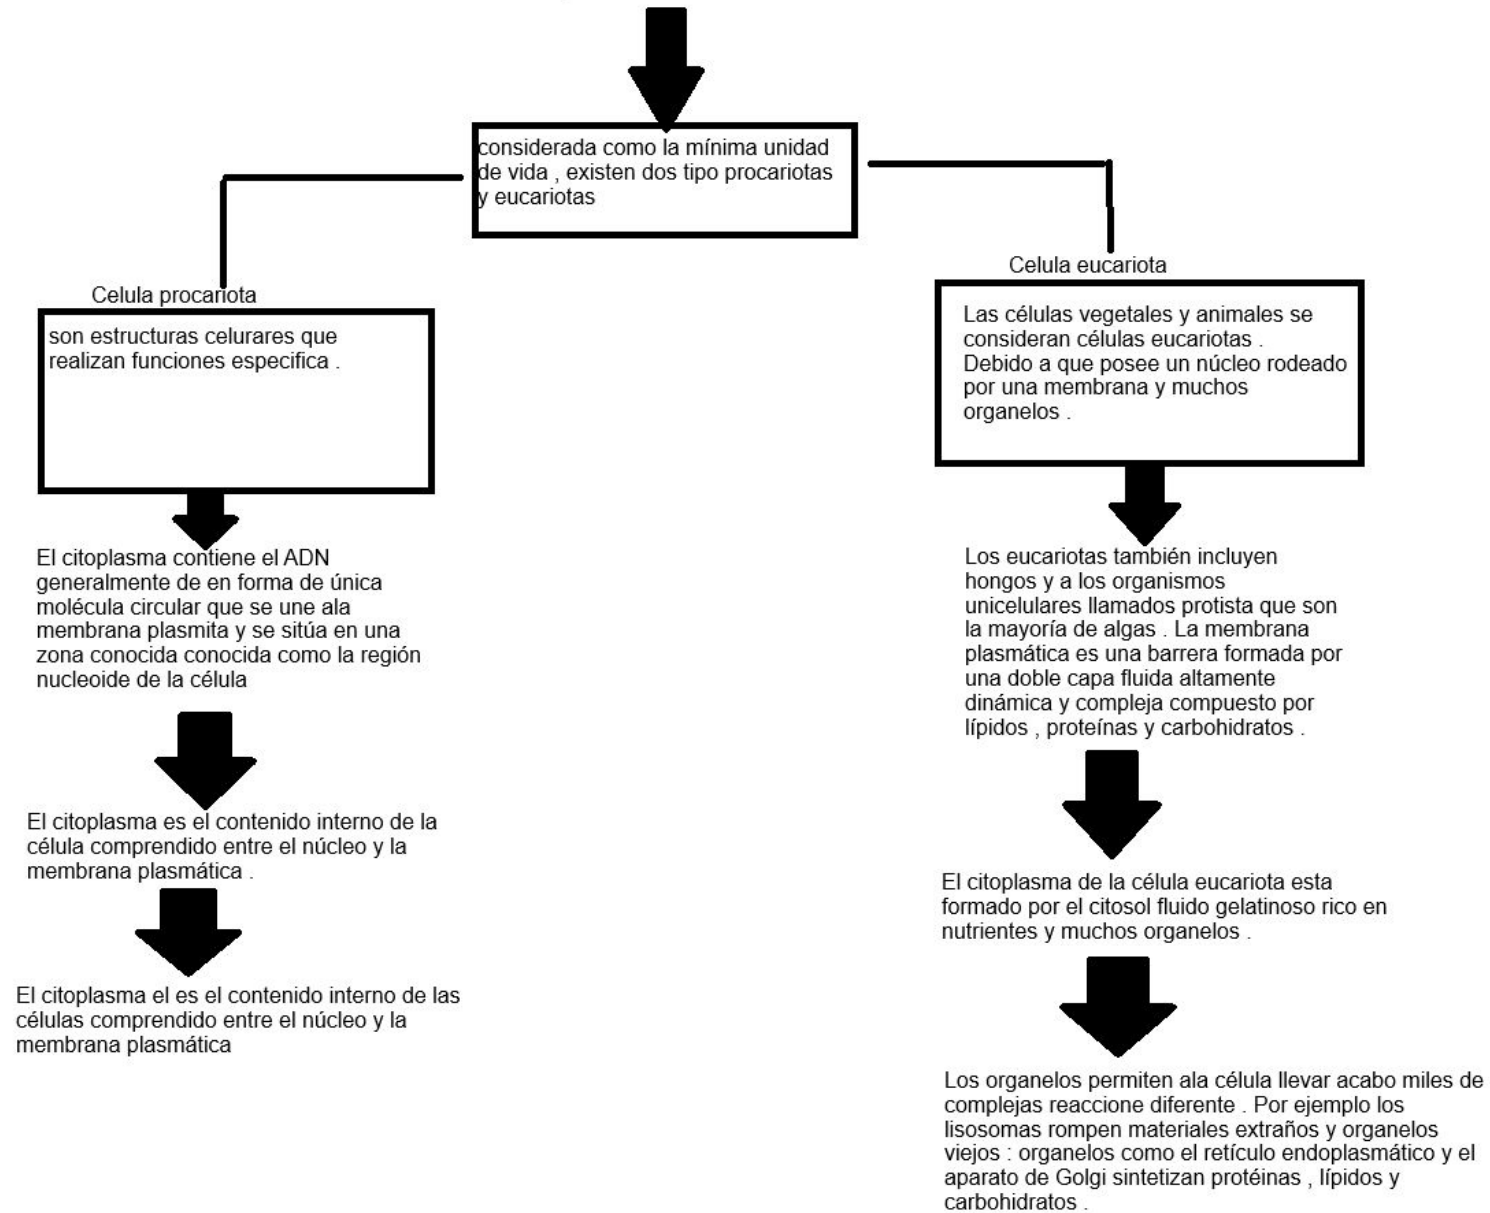 considerada como la mínima unidad
de vida , existen dos tipo procariotas
y eucariotas
Celula procariota
son estructuras celurares que
realizan funciones especifica .
El citoplasma contiene el ADN
generalmente de en forma de única
molécula circular que se une ala
membrana plasmita y se sitúa en una
zona conocida conocida como la región
nucleoide de la célula
El citoplasma es el contenido interno de la
célula comprendido entre el núcleo y la
membrana plasmática .
El citoplasma el es el contenido interno de las
células comprendido entre el núcleo y la
membrana plasmática
Celula eucariota
Las células vegetales y animales se
consideran células eucariotas .
Debido a que posee un núcleo rodeado
por una membrana y muchos
organelos .
Los eucariotas también incluyen
hongos y a los organismos
unicelulares llamados protista que son
la mayoría de algas . La membrana
plasmática es una barrera formada por
una doble capa fluida altamente
dinámica y compleja compuesto por
lípidos , proteínas y carbohidratos .
El citoplasma de la célula eucariota esta
formado por el citosol fluido gelatinoso rico en
nutrientes y muchos organelos .
Los organelos permiten ala célula llevar acabo miles de
complejas reaccione diferente . Por ejemplo los
lisosomas rompen materiales extraños y organelos
viejos : organelos como el retículo endoplasmático y el
aparato de Golgi sintetizan protéinas , lípidos y
carbohidratos .